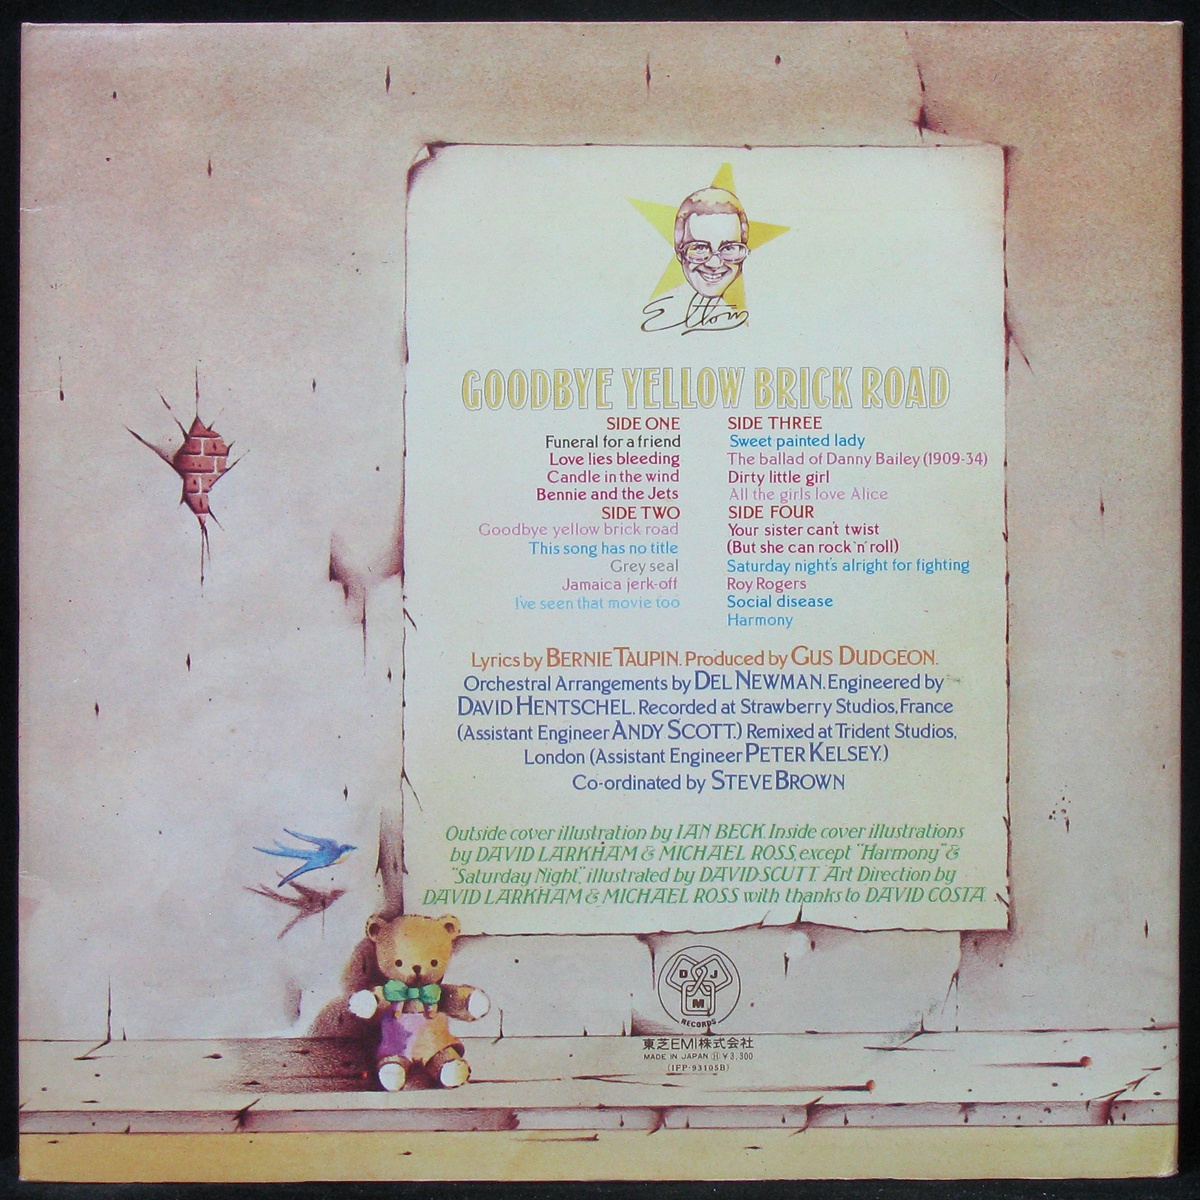 Elton
GOODBYE YELLOW BRICK ROAD
SIDE ONE
Funeral for a friend
Love lies bleeding
Candle in the wind
Bennie and the Jets
SIDE TWO
Goodbye yellow brick road
This song has no title
Grey seal
Jamaica jerk-off
I've seen that movie too
SIDE THREE
Sweet painted lady
The ballad of Danny Bailey (1909-34)
Dirty little girl
All the girls love Alice
SIDE FOUR
Your sister can't twist
(But she can rock 'n' roll)
Saturday night's alright for fighting
Roy Rogers
Social disease
Harmony
Lyrics by BERNIE TAUPIN. Produced by GUS DUDGEON.
Orchestral Arrangements by DEL NEWMAN. Engineered by
DAVID HENTSCHEL. Recorded at Strawberry Studios, France
(Assistant Engineer ANDY SCOTT.) Remixed at Trident Studios,
London (Assistant Engineer PETER KELSEY.)
Co-ordinated by STEVE BROWN
Outside cover illustration by IAN BECK. Inside cover illustrations
by DAVID LARKHAM & MICHAEL ROSS, except "Harmony" &
"Saturday Night," illustrated by DAVID SCUTT. Art Direction by
DAVID LARKHAM & MICHAEL ROSS with thanks to DAVID COSTA.
DJM
RECORDS
東芝EMI株式会社
MADE IN JAPAN Ⓗ ¥3,300
(IFP-93105B)